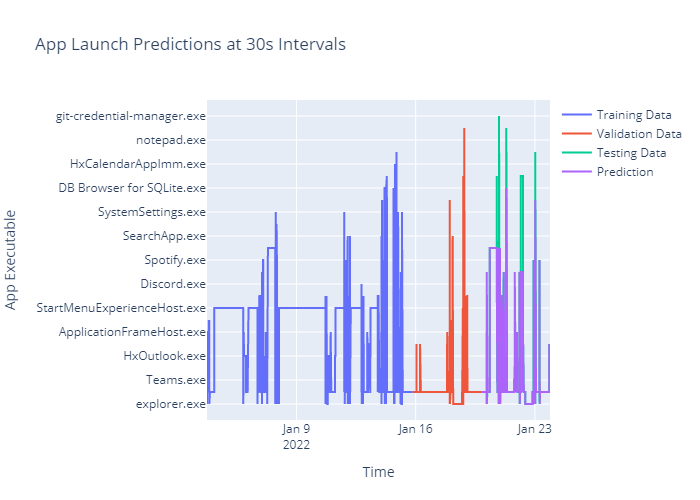 App Launch Predictions at 30s Intervals
git-credential-manager.exe
notepad.exe
HxCalendarAppImm.exe
DB Browser for SQLite.exe
SystemSettings.exe
SearchApp.exe
Spotify.exe
Discord.exe
StartMenuExperienceHost.exe
ApplicationFrameHost.exe
HxOutlook.exe
Teams.exe
explorer.exe
App Executable
Jan 9
2022
Jan 16
Jan 23
Time
Training Data
Validation Data
Testing Data
Prediction